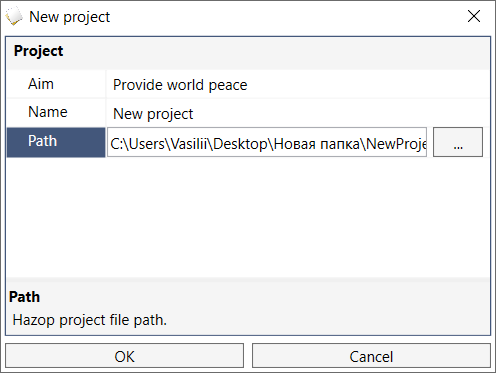 New project
Project
Aim Provide world peace
Name New project
Path C:\Users\Vasilii\Desktop\Новая папка\NewProje ...
Path
Hazop project file path.
OK Cancel